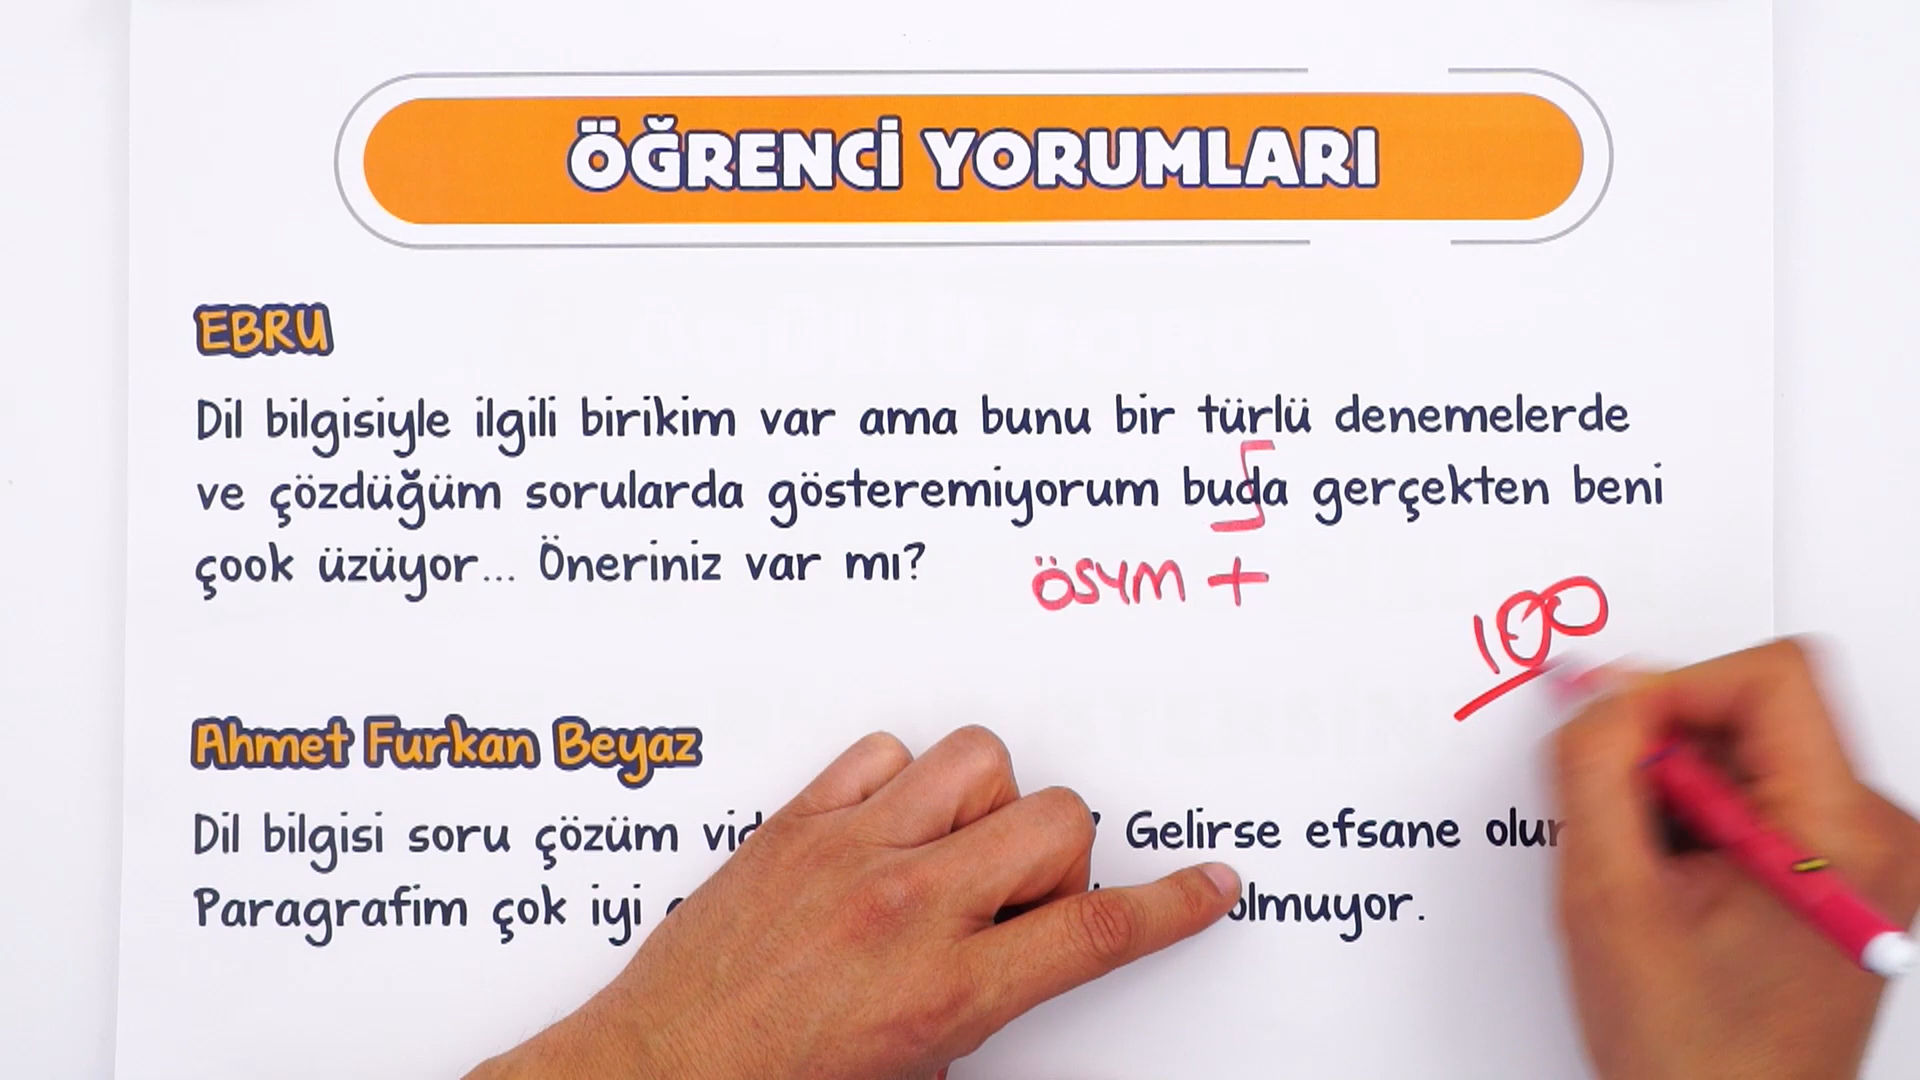 ÖĞRENCİ YORUMLARI
EBRU
Dil bilgisiyle ilgili birikim var ama bunu bir türlü denemelerde
ve çözdüğüm sorularda gösteremiyorum buda gerçekten beni
çook üzüyor... Öneriniz var mı?
ÖSYM +
100
Ahmet Furkan Beyaz
Dil bilgisi soru çözüm Gelirse efsane olur
Paragrafim çok iyi olmuyor.